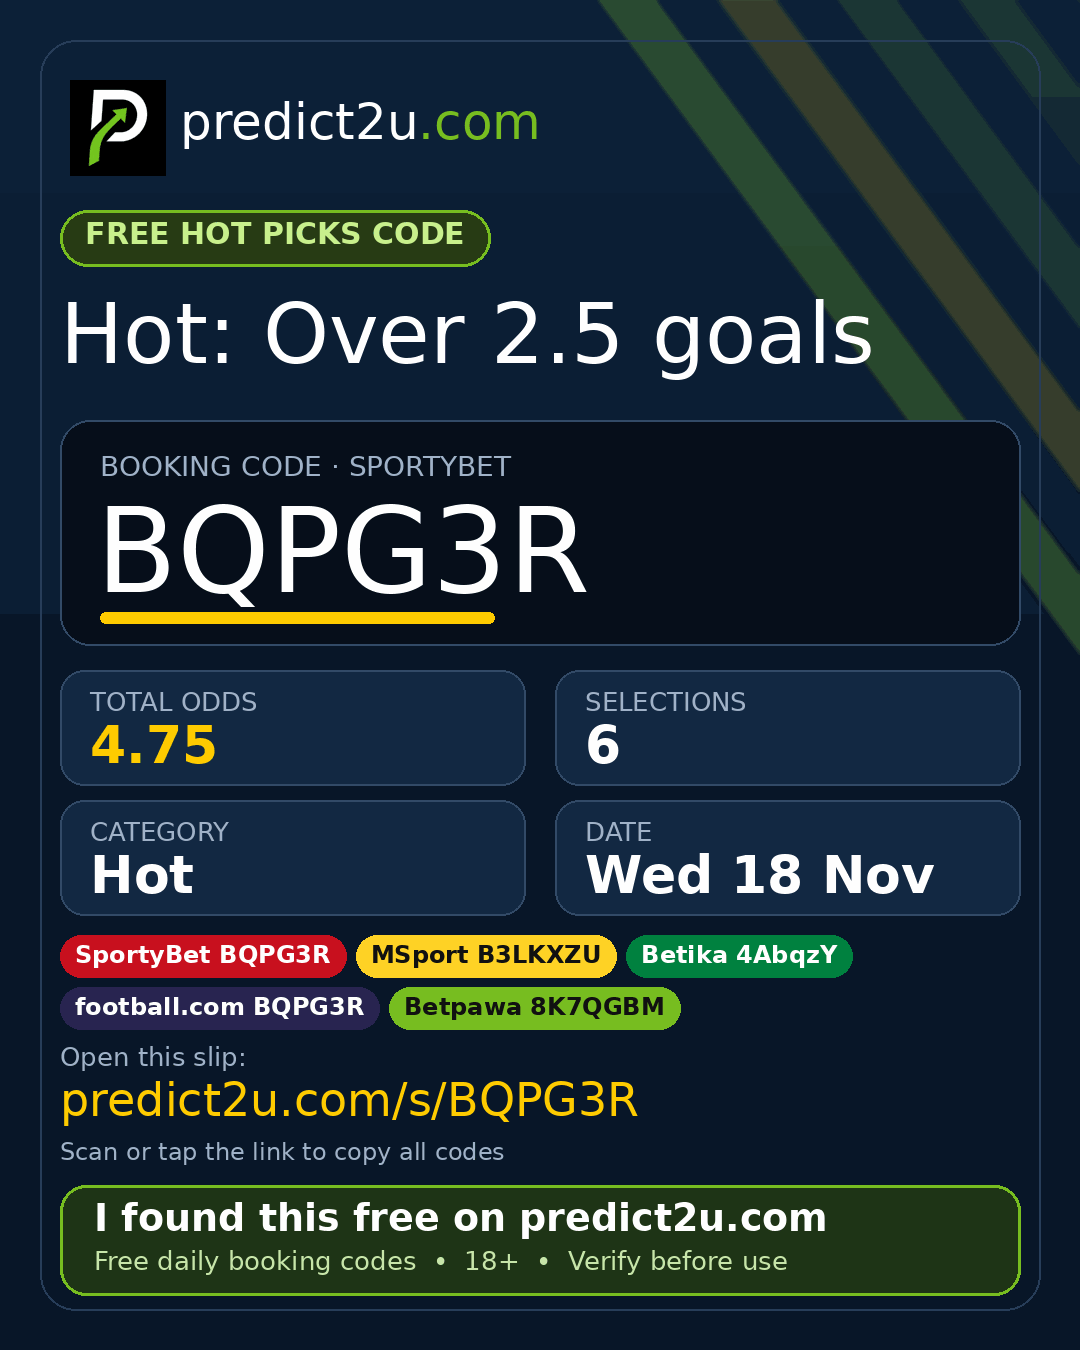 predict2u.com
FREE HOT PICKS CODE
Hot: Over 2.5 goals
BOOKING CODE · SPORTYBET
BQPG3R
TOTAL ODDS
4.75
SELECTIONS
6
CATEGORY
Hot
DATE
Wed 18 Nov
SportyBet BQPG3R
MSport B3LKXZU
Betika 4AbqzY
football.com BQPG3R
Betpawa 8K7QGBM
Open this slip:
predict2u.com/s/BQPG3R
Scan or tap the link to copy all codes
I found this free on predict2u.com
Free daily booking codes • 18+ • Verify before use